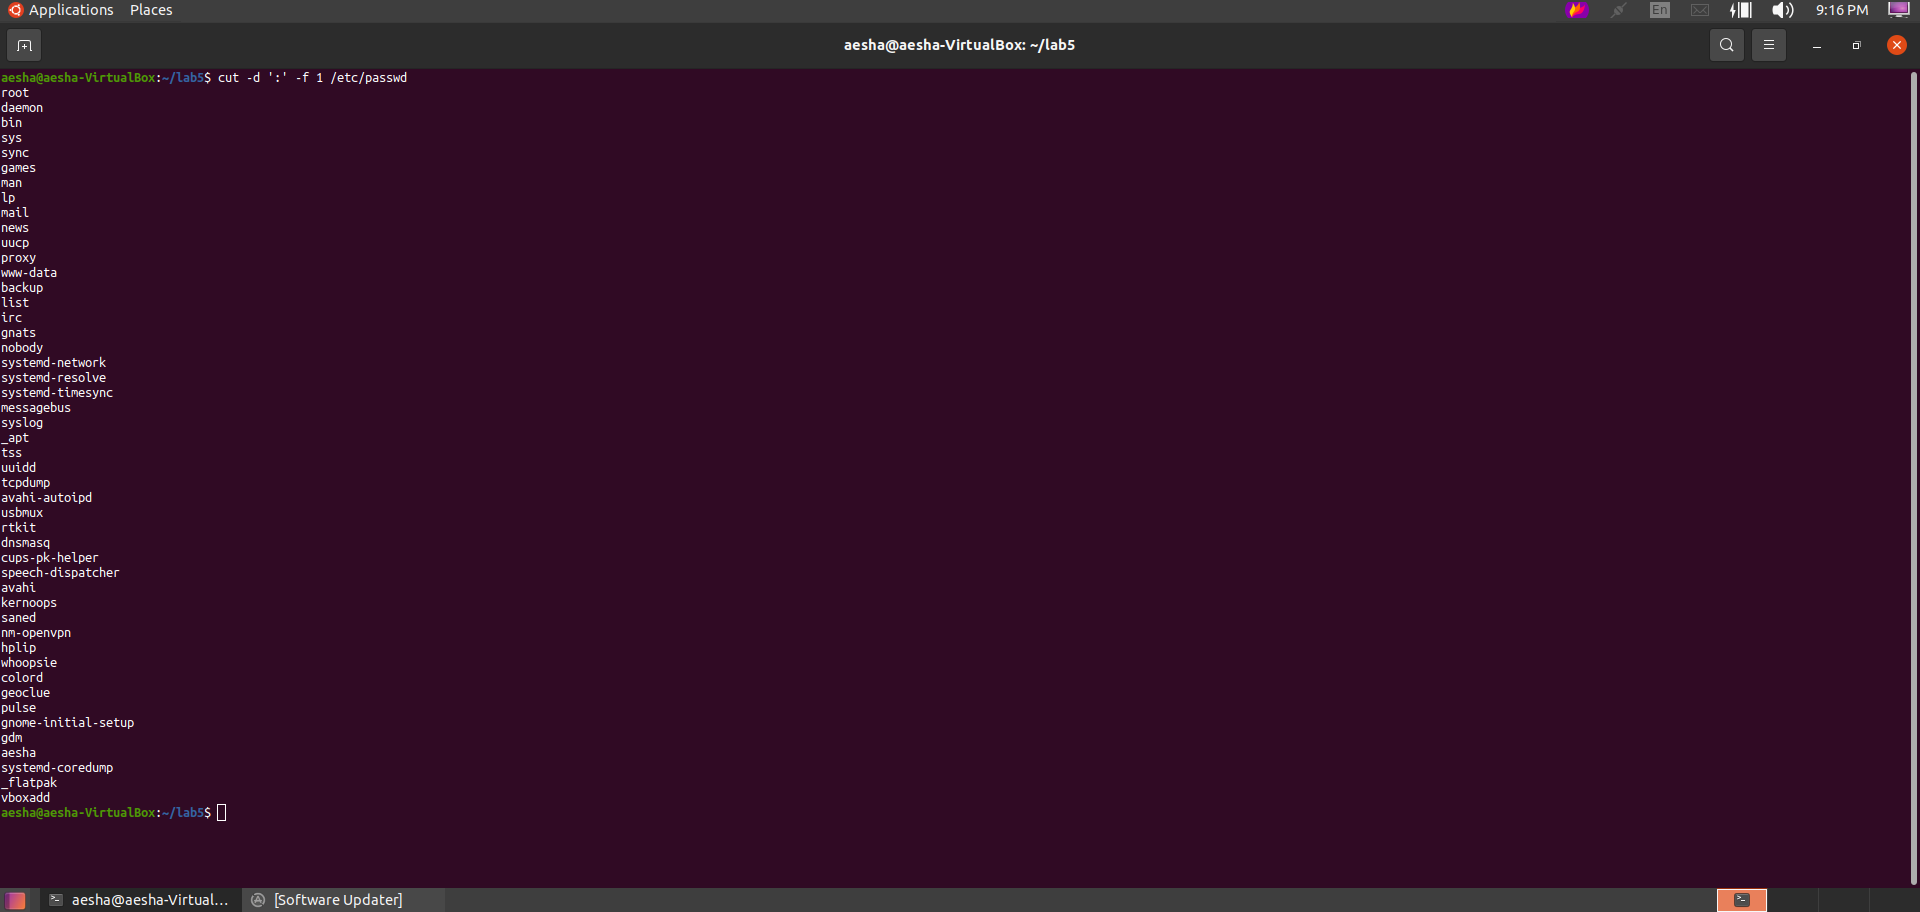 Applications Places En 9:16 PM
aesha@aesha-VirtualBox: ~/lab5
aesha@aesha-VirtualBox:~/lab5$ cut -d ':' -f 1 /etc/passwd
root
daemon
bin
sys
sync
games
man
lp
mail
news
uucp
proxy
www-data
backup
list
irc
gnats
nobody
systemd-network
systemd-resolve
systemd-timesync
messagebus
syslog
_apt
tss
uuidd
tcpdump
avahi-autoipd
usbmux
rtkit
dnsmasq
cups-pk-helper
speech-dispatcher
avahi
kernoops
saned
nm-openvpn
hplip
whoopsie
colord
geoclue
pulse
gnome-initial-setup
gdm
aesha
systemd-coredump
_flatpak
vboxadd
aesha@aesha-VirtualBox:~/lab5$
aesha@aesha-Virtual... [Software Updater]